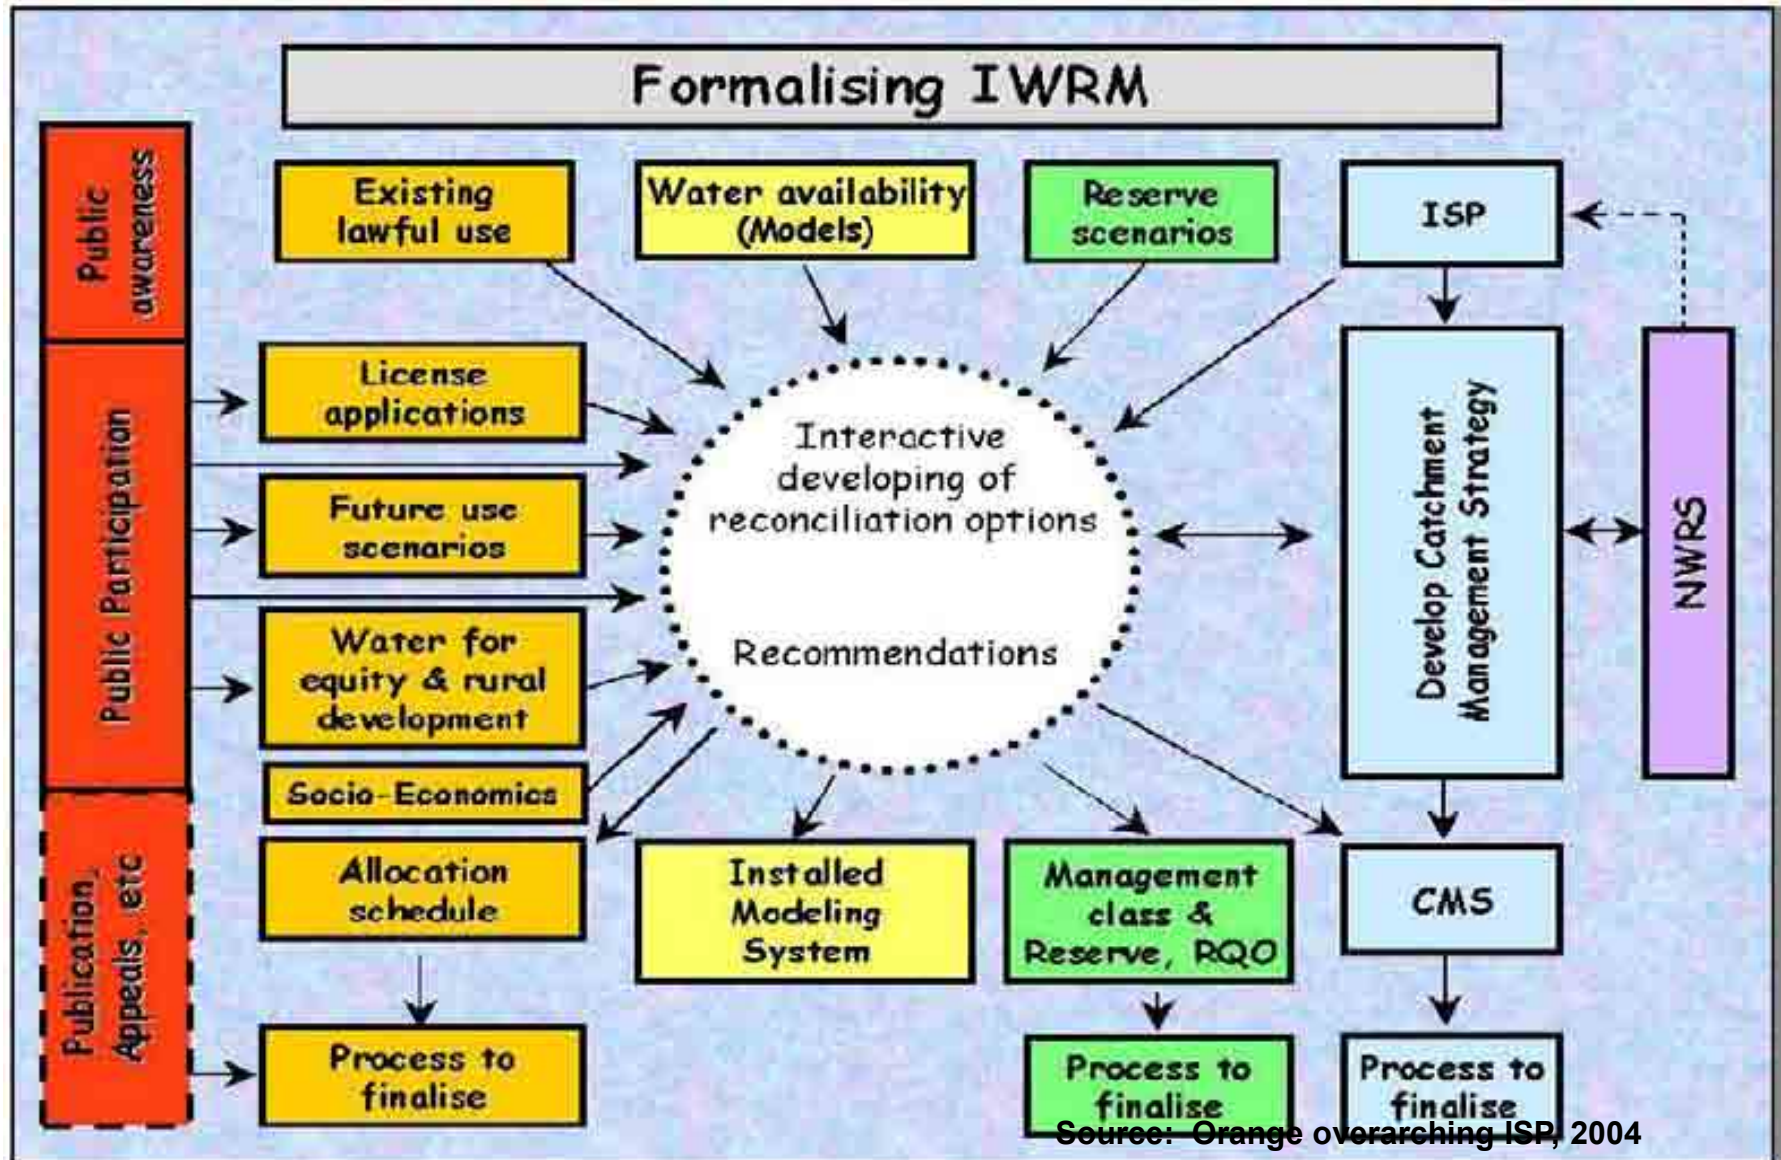 Formalising IWRM
Public
awareness
Public Participation
Publication,
Appeals, etc
Existing
lawful use
Water availability
(Models)
Reserve
scenarios
ISP
License
applications
Future use
scenarios
Water for
equity & rural
development
Socio-Economics
Allocation
schedule
Process to
finalise
Interactive
developing of
reconciliation options
Recommendations
Installed
Modeling
System
Management
class &
Reserve, RQO
Process to
finalise
Develop Catchment
Management Strategy
NWRS
CMS
Process to
finalise
Source: Orange overarching ISP, 2004